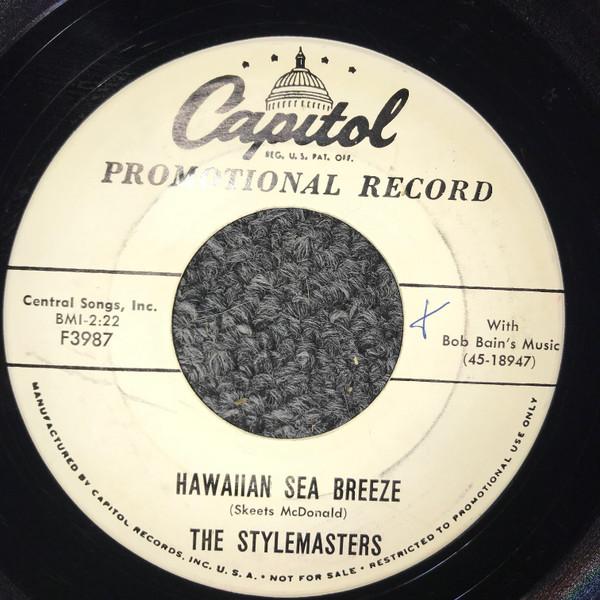 Capitol
REG. U. S. PAT. OFF.
PROMOTIONAL RECORD
Central Songs, Inc.
BMI-2:22
F3987
With
Bob Bain's Music
(45-18947)
HAWAIIAN SEA BREEZE
(Skeets McDonald)
THE STYLEMASTERS
MANUFACTURED BY CAPITOL RECORDS, INC. U. S. A. • NOT FOR SALE • RESTRICTED TO PROMOTIONAL USE ONLY